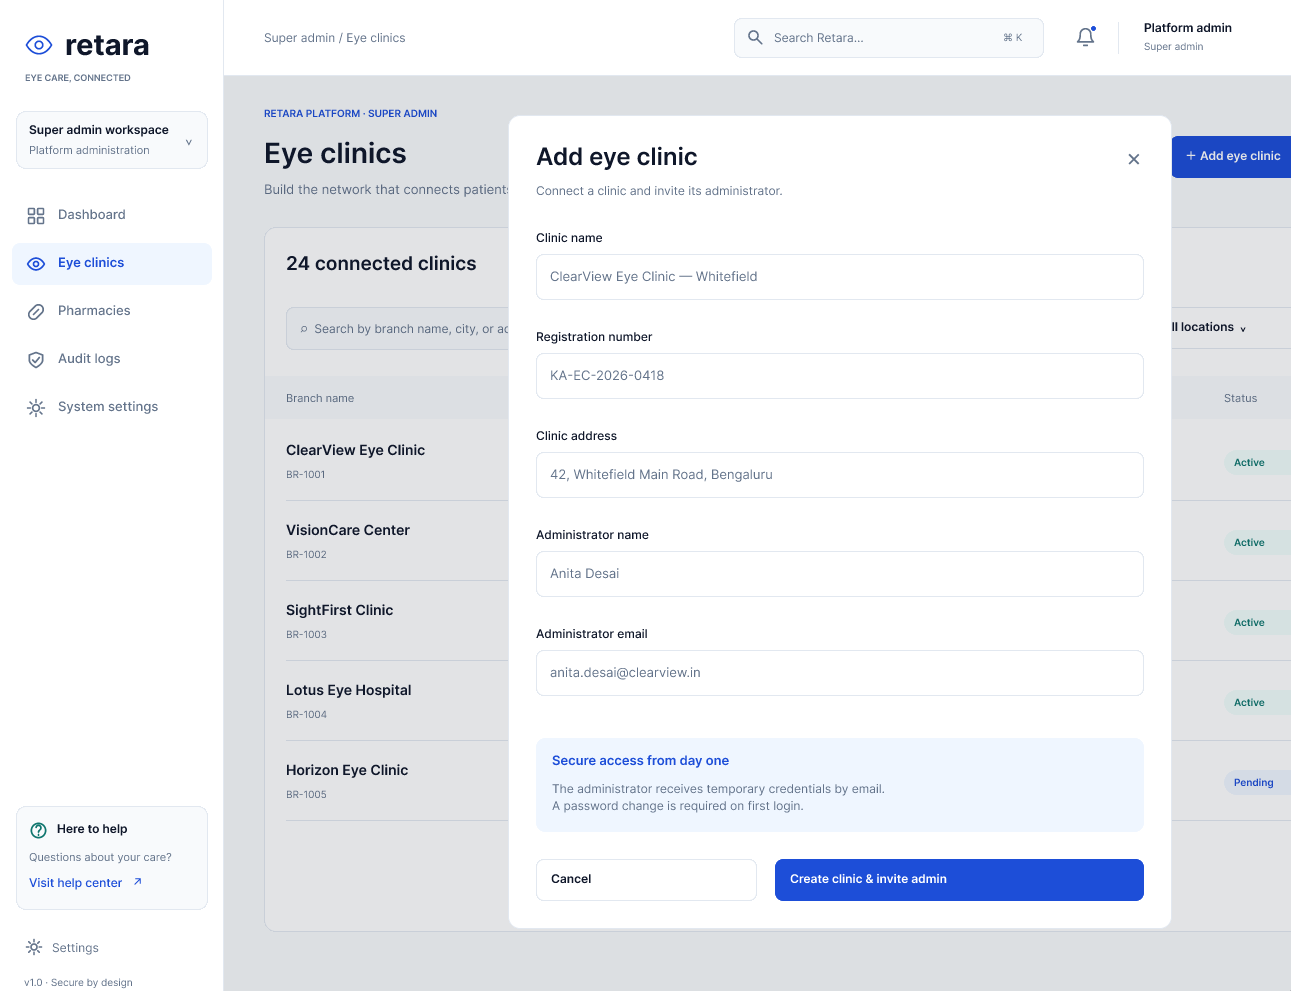 retara
EYE CARE, CONNECTED
Super admin workspace
Platform administration
Dashboard
Eye clinics
Pharmacies
Audit logs
System settings
Here to help
Questions about your care?
Visit help center ↗
Settings
v1.0 · Secure by design
Super admin / Eye clinics
Search Retara...
⌘ K
Platform admin
Super admin
RETARA PLATFORM · SUPER ADMIN
Eye clinics
Build the network that connects patients
+ Add eye clinic
24 connected clinics
Search by branch name, city, or ad
ll locations
Branch name
Status
ClearView Eye Clinic
BR-1001
Active
VisionCare Center
BR-1002
Active
SightFirst Clinic
BR-1003
Active
Lotus Eye Hospital
BR-1004
Active
Horizon Eye Clinic
BR-1005
Pending
Add eye clinic
Connect a clinic and invite its administrator.
Clinic name
ClearView Eye Clinic — Whitefield
Registration number
KA-EC-2026-0418
Clinic address
42, Whitefield Main Road, Bengaluru
Administrator name
Anita Desai
Administrator email
anita.desai@clearview.in
Secure access from day one
The administrator receives temporary credentials by email.
A password change is required on first login.
Cancel
Create clinic & invite admin